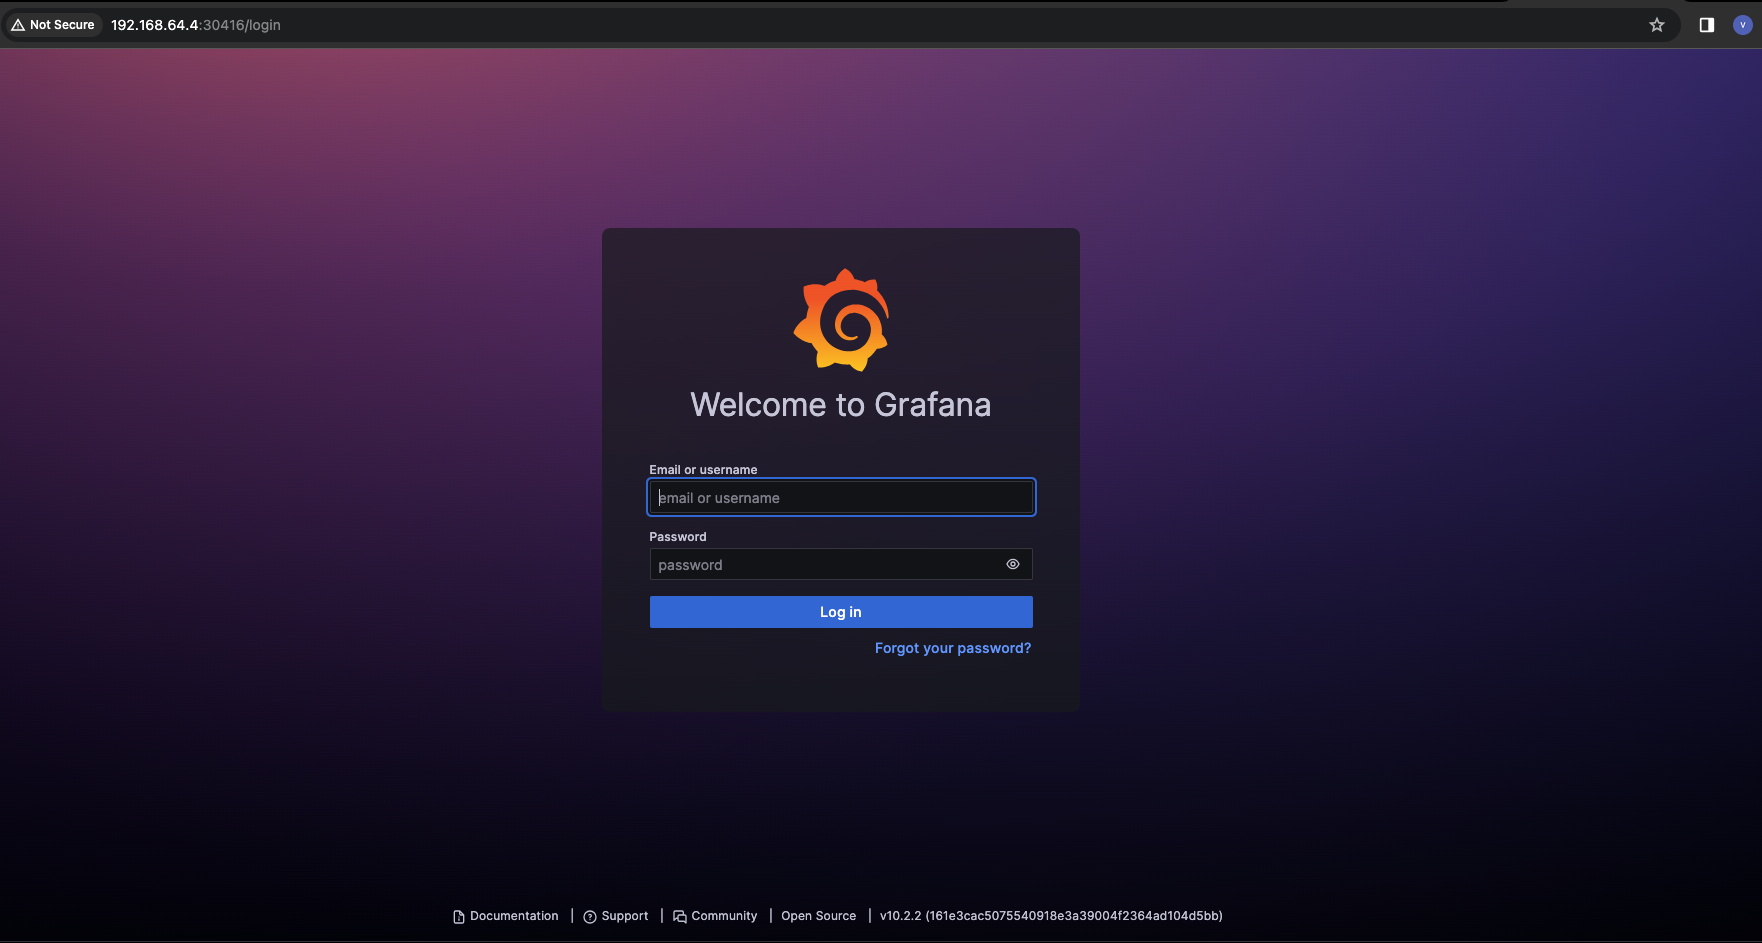 Not Secure 192.168.64.4:30416/login V
Welcome to Grafana
Email or username
email or username
Password
password
Log in
Forgot your password?
Documentation | Support | Community | Open Source | v10.2.2 (161e3cac5075540918e3a39004f2364ad104d5bb)